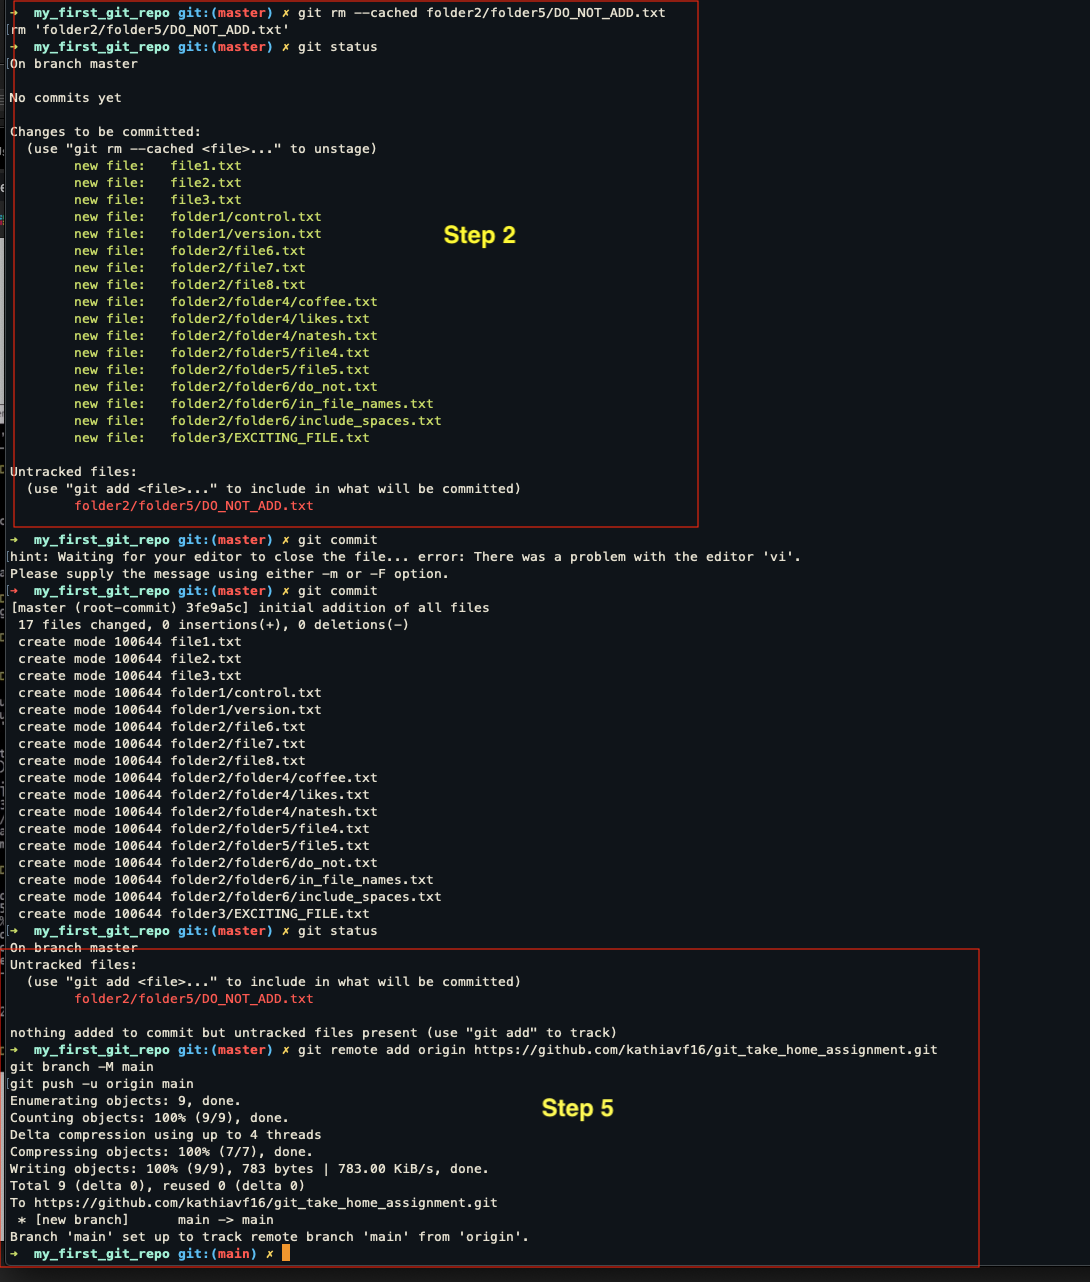 → my_first_git_repo git:(master) ✗ git rm --cached folder2/folder5/DO_NOT_ADD.txt
rm 'folder2/folder5/DO_NOT_ADD.txt'
→ my_first_git_repo git:(master) ✗ git status
On branch master
No commits yet
Changes to be committed:
(use "git rm --cached <file>..." to unstage)
new file: file1.txt
new file: file2.txt
new file: file3.txt
new file: folder1/control.txt
new file: folder1/version.txt
Step 2
new file: folder2/file6.txt
new file: folder2/file7.txt
new file: folder2/file8.txt
new file: folder2/folder4/coffee.txt
new file: folder2/folder4/likes.txt
new file: folder2/folder4/natesh.txt
new file: folder2/folder5/file4.txt
new file: folder2/folder5/file5.txt
new file: folder2/folder6/do_not.txt
new file: folder2/folder6/in_file_names.txt
new file: folder2/folder6/include_spaces.txt
new file: folder3/EXCITING_FILE.txt
Untracked files:
(use "git add <file>..." to include in what will be committed)
folder2/folder5/DO_NOT_ADD.txt
→ my_first_git_repo git:(master) ✗ git commit
hint: Waiting for your editor to close the file... error: There was a problem with the editor 'vi'.
Please supply the message using either -m or -F option.
→ my_first_git_repo git:(master) ✗ git commit
[master (root-commit) 3fe9a5c] initial addition of all files
17 files changed, 0 insertions(+), 0 deletions(-)
create mode 100644 file1.txt
create mode 100644 file2.txt
create mode 100644 file3.txt
create mode 100644 folder1/control.txt
create mode 100644 folder1/version.txt
create mode 100644 folder2/file6.txt
create mode 100644 folder2/file7.txt
create mode 100644 folder2/file8.txt
create mode 100644 folder2/folder4/coffee.txt
create mode 100644 folder2/folder4/likes.txt
create mode 100644 folder2/folder4/natesh.txt
create mode 100644 folder2/folder5/file4.txt
create mode 100644 folder2/folder5/file5.txt
create mode 100644 folder2/folder6/do_not.txt
create mode 100644 folder2/folder6/in_file_names.txt
create mode 100644 folder2/folder6/include_spaces.txt
create mode 100644 folder3/EXCITING_FILE.txt
→ my_first_git_repo git:(master) ✗ git status
On branch master
Untracked files:
(use "git add <file>..." to include in what will be committed)
folder2/folder5/DO_NOT_ADD.txt
nothing added to commit but untracked files present (use "git add" to track)
→ my_first_git_repo git:(master) ✗ git remote add origin https://github.com/kathiavf16/git_take_home_assignment.git
git branch -M main
git push -u origin main
Enumerating objects: 9, done.
Step 5
Counting objects: 100% (9/9), done.
Delta compression using up to 4 threads
Compressing objects: 100% (7/7), done.
Writing objects: 100% (9/9), 783 bytes | 783.00 KiB/s, done.
Total 9 (delta 0), reused 0 (delta 0)
To https://github.com/kathiavf16/git_take_home_assignment.git
* [new branch] main -> main
Branch 'main' set up to track remote branch 'main' from 'origin'.
→ my_first_git_repo git:(main) ✗